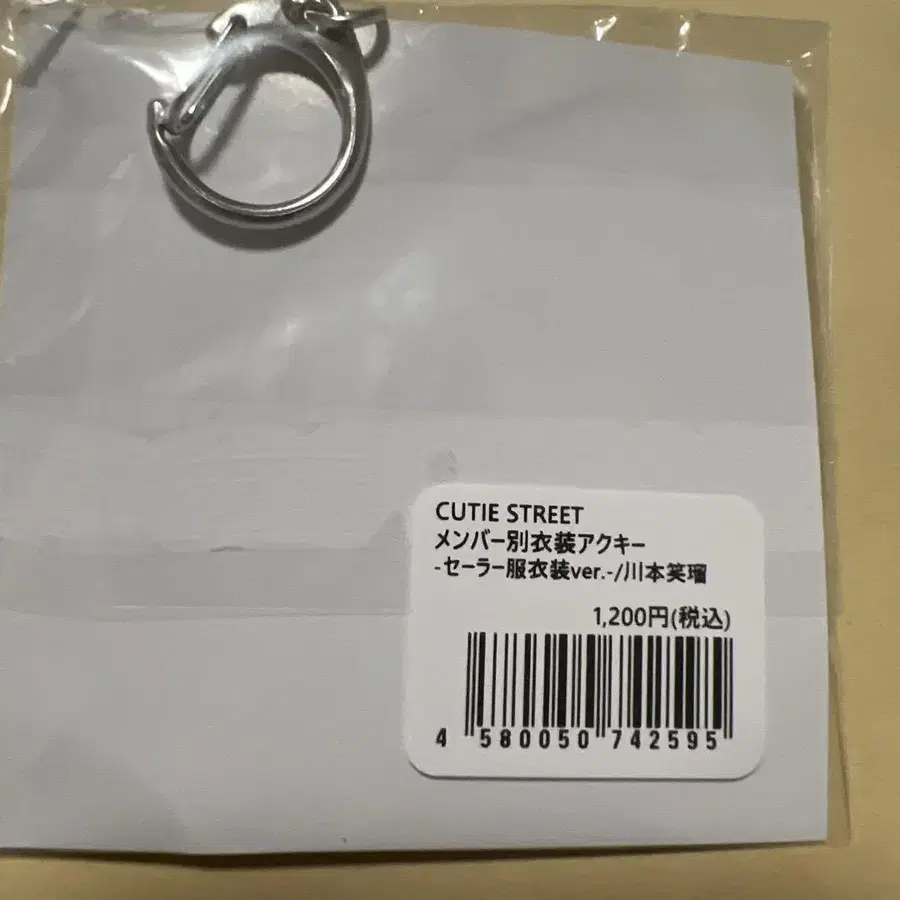 CUTIE STREET
メンバー別衣装アクキー
-セーラー服衣装ver.-/川本笑瑠
1,200円(税込)
4 580050 742595